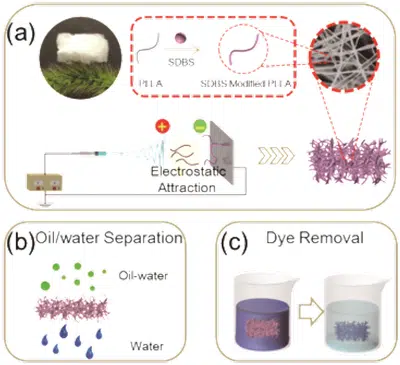 (a)
SDBS
PLLA
SDBS Modified PLLA
+
−
Electrostatic
Attraction
(b) Oil/water Separation
Oil-water
Water
(c) Dye Removal